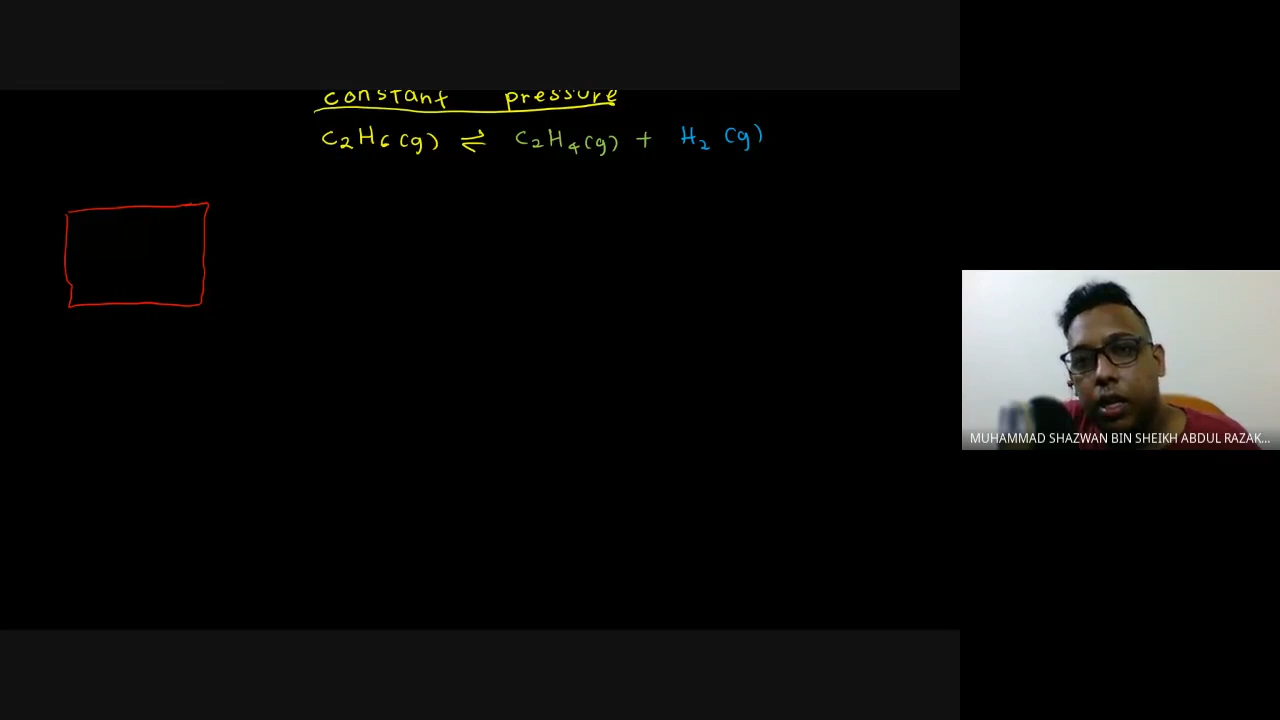 constant pressure
C₂H₆(g) ⇌ C₂H₄(g) + H₂ (g)
MUHAMMAD SHAZWAN BIN SHEIKH ABDUL RAZAK...